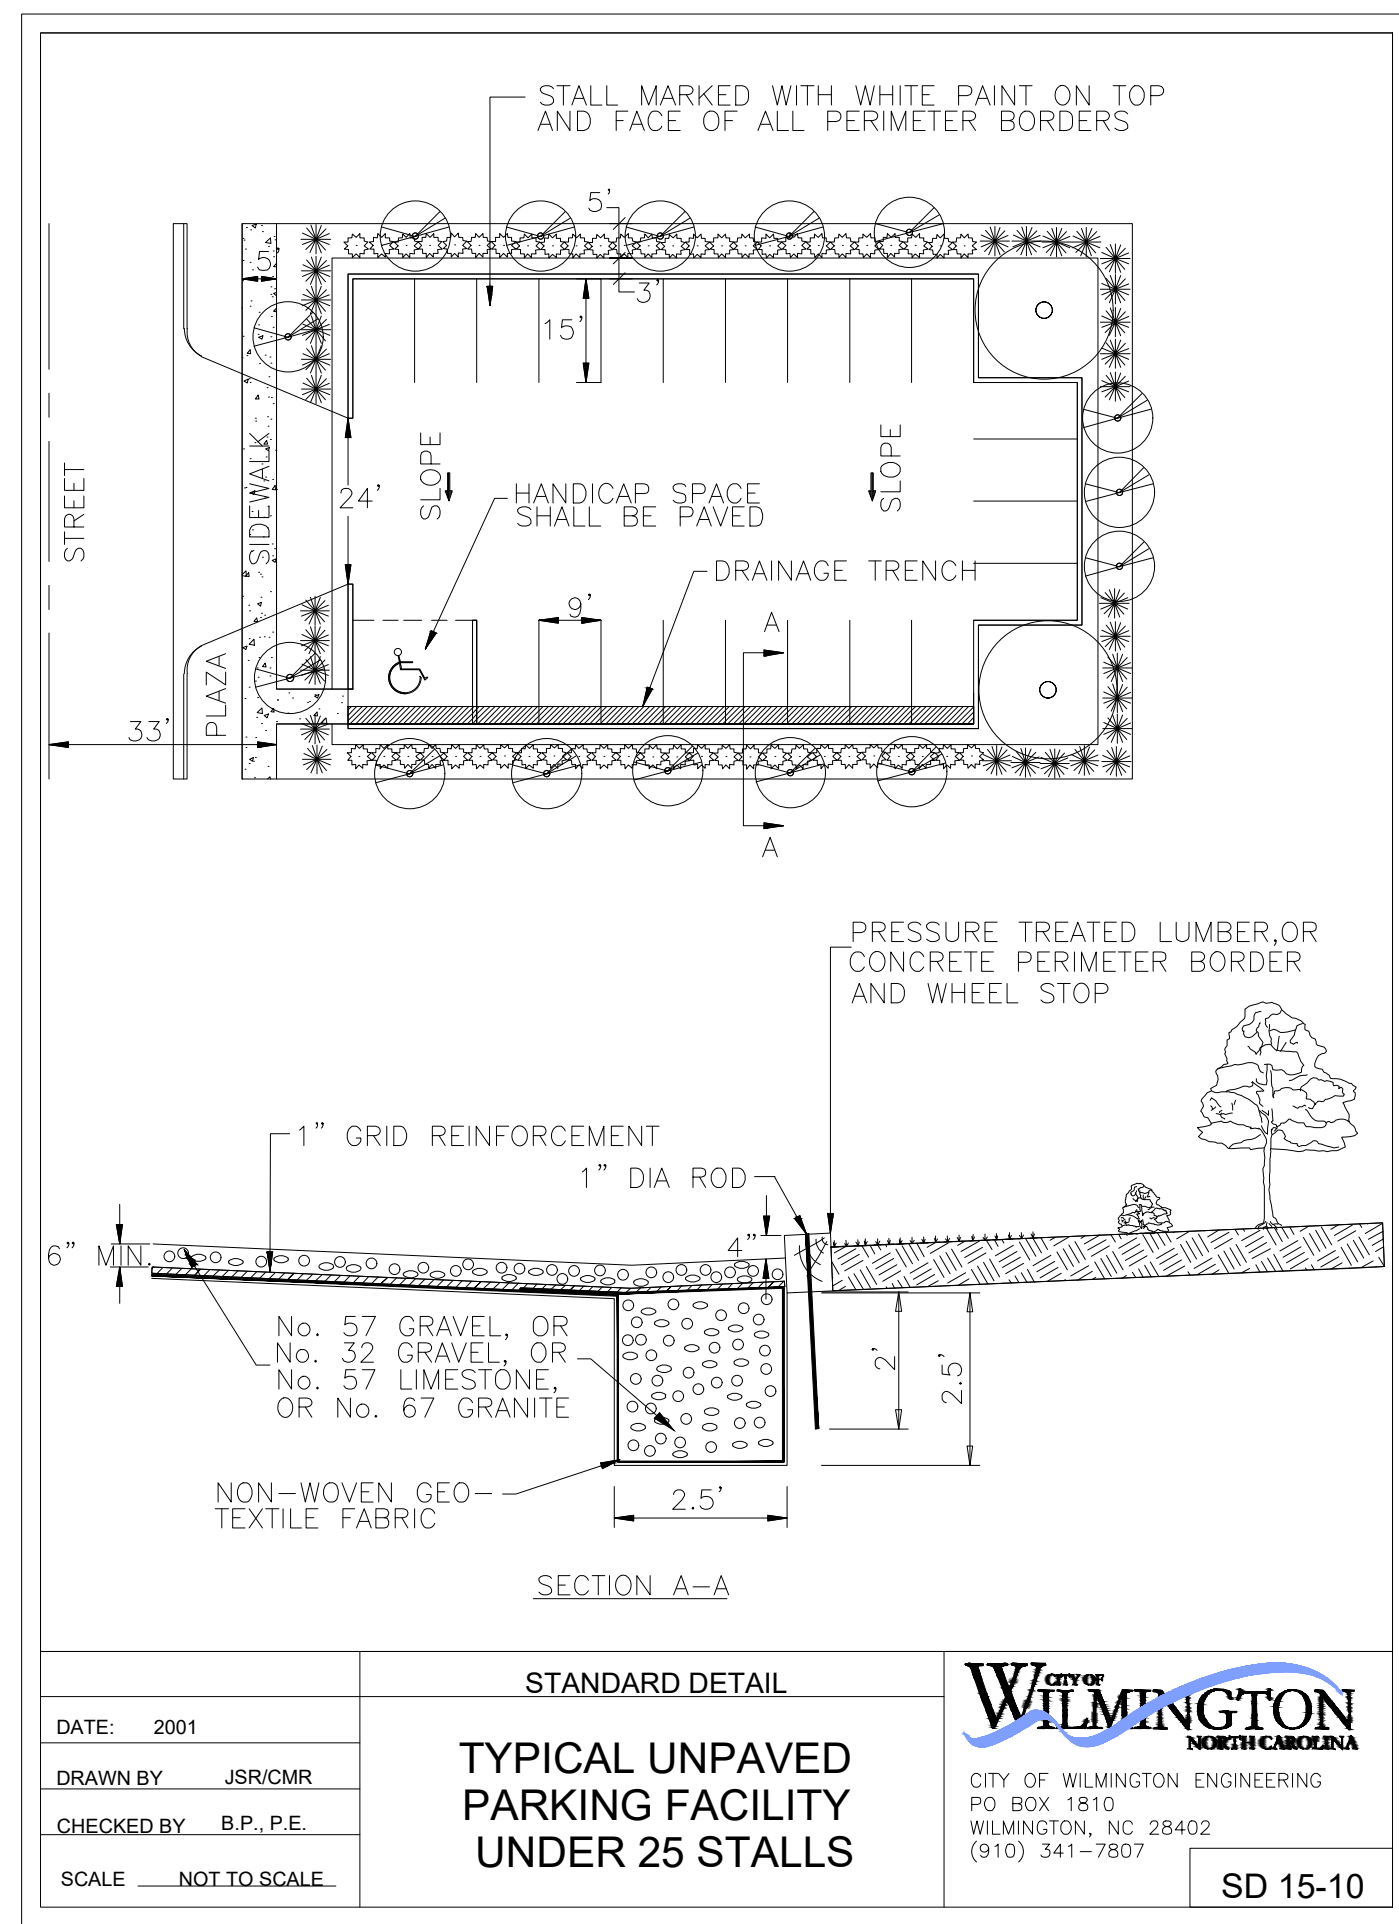 STALL MARKED WITH WHITE PAINT ON TOP
AND FACE OF ALL PERIMETER BORDERS
5'
5'
3'
15'
STREET
SIDEWALK
24'
SLOPE
SLOPE
HANDICAP SPACE
SHALL BE PAVED
DRAINAGE TRENCH
9'
A
PLAZA
33'
A
PRESSURE TREATED LUMBER,OR
CONCRETE PERIMETER BORDER
AND WHEEL STOP
1" GRID REINFORCEMENT
1" DIA ROD
6" MIN.
4"
No. 57 GRAVEL, OR
No. 32 GRAVEL, OR
No. 57 LIMESTONE,
OR No. 67 GRANITE
2'
2.5'
NON-WOVEN GEO-
TEXTILE FABRIC
2.5'
SECTION A-A
STANDARD DETAIL
DATE: 2001
DRAWN BY JSR/CMR
CHECKED BY B.P., P.E.
SCALE NOT TO SCALE
TYPICAL UNPAVED
PARKING FACILITY
UNDER 25 STALLS
CITY OF
WILMINGTON
NORTH CAROLINA
CITY OF WILMINGTON ENGINEERING
PO BOX 1810
WILMINGTON, NC 28402
(910) 341-7807
SD 15-10